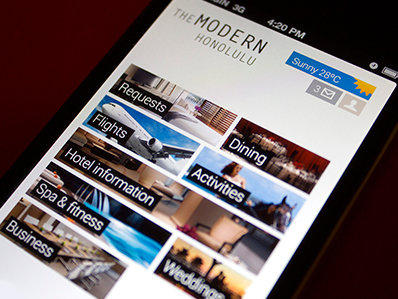 3G
4:20 PM
THE MODERN
HONOLULU
Sunny 28°C
3
Requests
Flights
Dining
Hotel Information
Activities
Spa & fitness
Business
Weddings